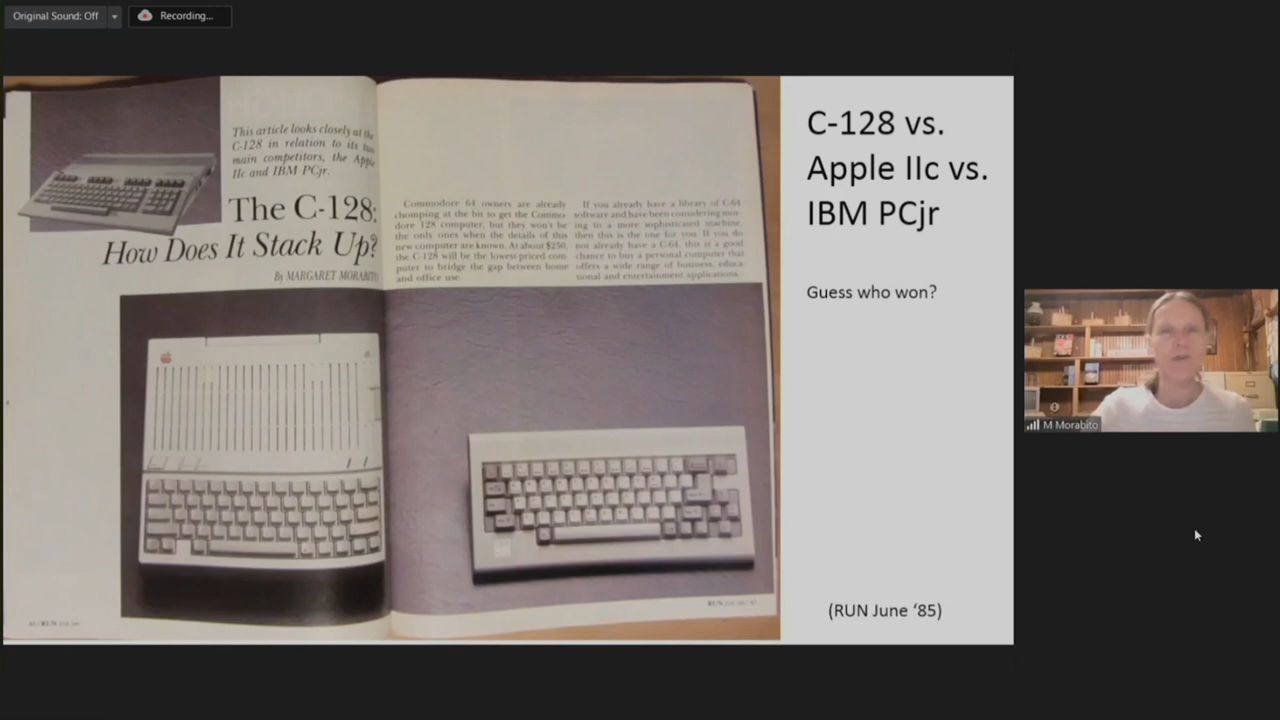 Original Sound: Off
Recording...
This article looks closely at the
C-128 in relation to its two
main competitors, the Apple
IIc and IBM PCjr.
The C-128:
How Does It Stack Up?
By MARGARET MORABITO
Commodore 64 owners are already
chomping at the bit to get the Commo-
dore 128 computer, but they won't be
the only ones when the details of this
new computer are known. At about $250,
the C-128 will be the lowest-priced com-
puter to bridge the gap between home
and office use.
If you already have a library of C-64
software and have been considering mov-
ing to a more sophisticated machine,
then this is the one for you. If you do
not already have a C-64, this is a good
chance to buy a personal computer that
offers a wide range of business, educa
tional and entertainment applications.
C-128 vs.
Apple IIc vs.
IBM PCjr
Guess who won?
(RUN June ‘85)
M Morabito